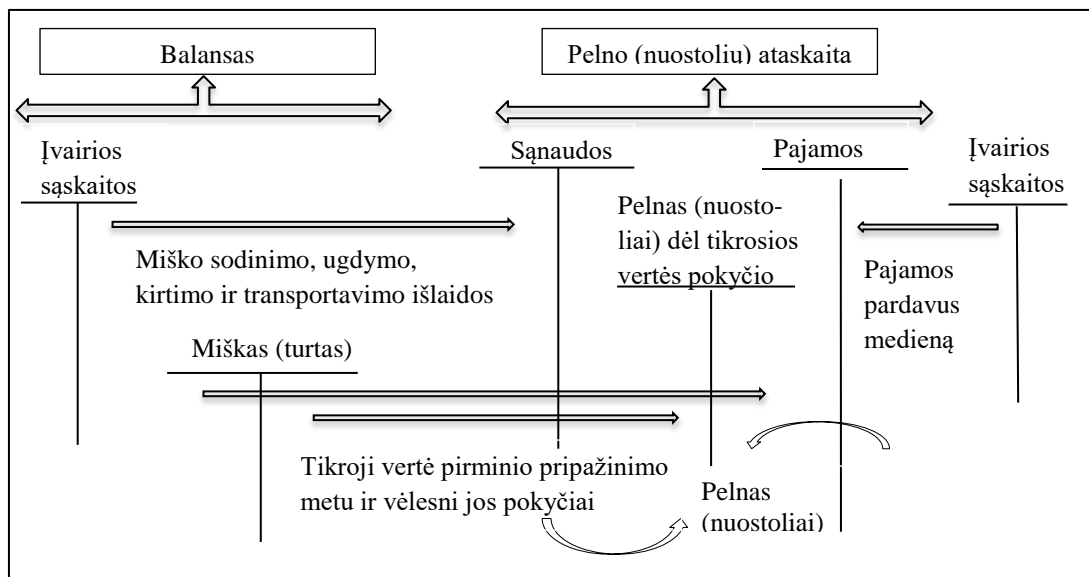 Balansas
Pelno (nuostoliu) ataskaita
Įvairios
sąskaitos
Sąnaudos
Pajamos
Įvairios
sąskaitos
Pelnas (nuosto-
liai) dėl tikrosios
vertės pokyčio
Miško sodinimo, ugdymo,
kirtimo ir transportavimo išlaidos
Pajamos
pardavus
medieną
Miškas (turtas)
Tikroji vertė pirminio pripažinimo
metu ir vėlesni jos pokyčiai
Pelnas
(nuostoliai)